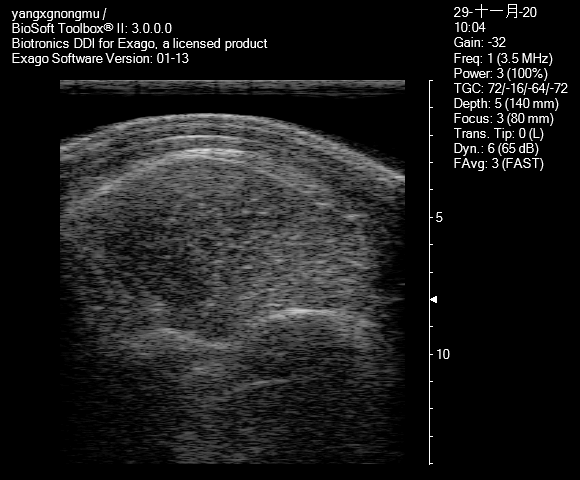 yangxgnongmu /
BioSoft Toolbox® II: 3.0.0.0
Biotronics DDI for Exago, a licensed product
Exago Software Version: 01-13
29-十一月-20
10:04
Gain: -32
Freq: 1 (3.5 MHz)
Power: 3 (100%)
TGC: 72/-16/-64/-72
Depth: 5 (140 mm)
Focus: 3 (80 mm)
Trans. Tip: 0 (L)
Dyn.: 6 (65 dB)
FAvg: 3 (FAST)
5
10